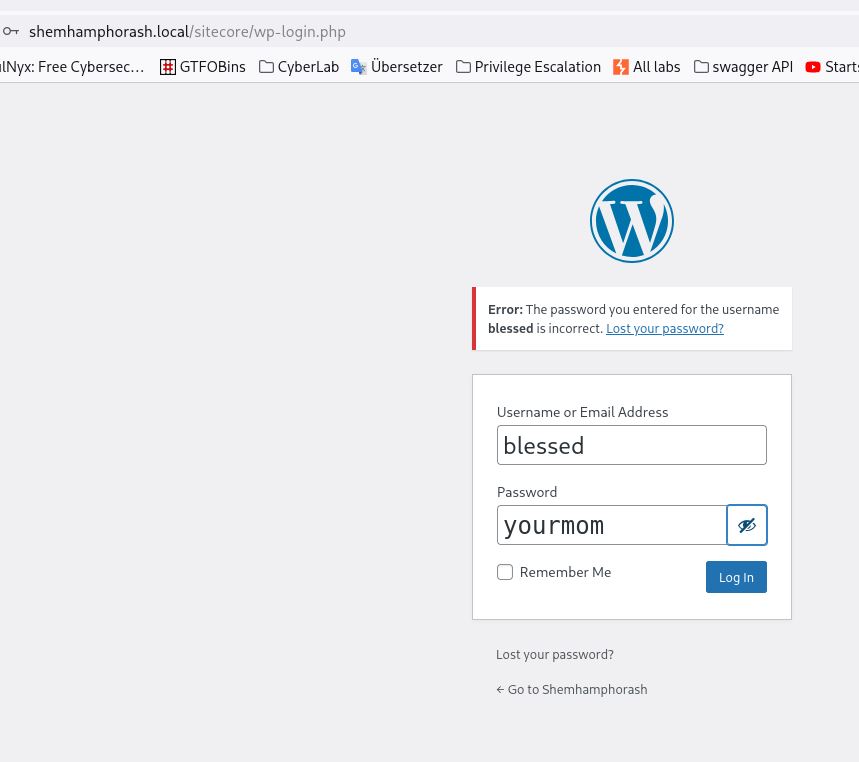 shemhamphorash.local/sitecore/wp-login.php
lNyx: Free Cybersec… GTFOBins CyberLab Übersetzer Privilege Escalation All labs swagger API Starts
Error: The password you entered for the username
blessed is incorrect. Lost your password?
Username or Email Address
blessed
Password
yourmom
Remember Me
Log In
Lost your password?
← Go to Shemhamphorash